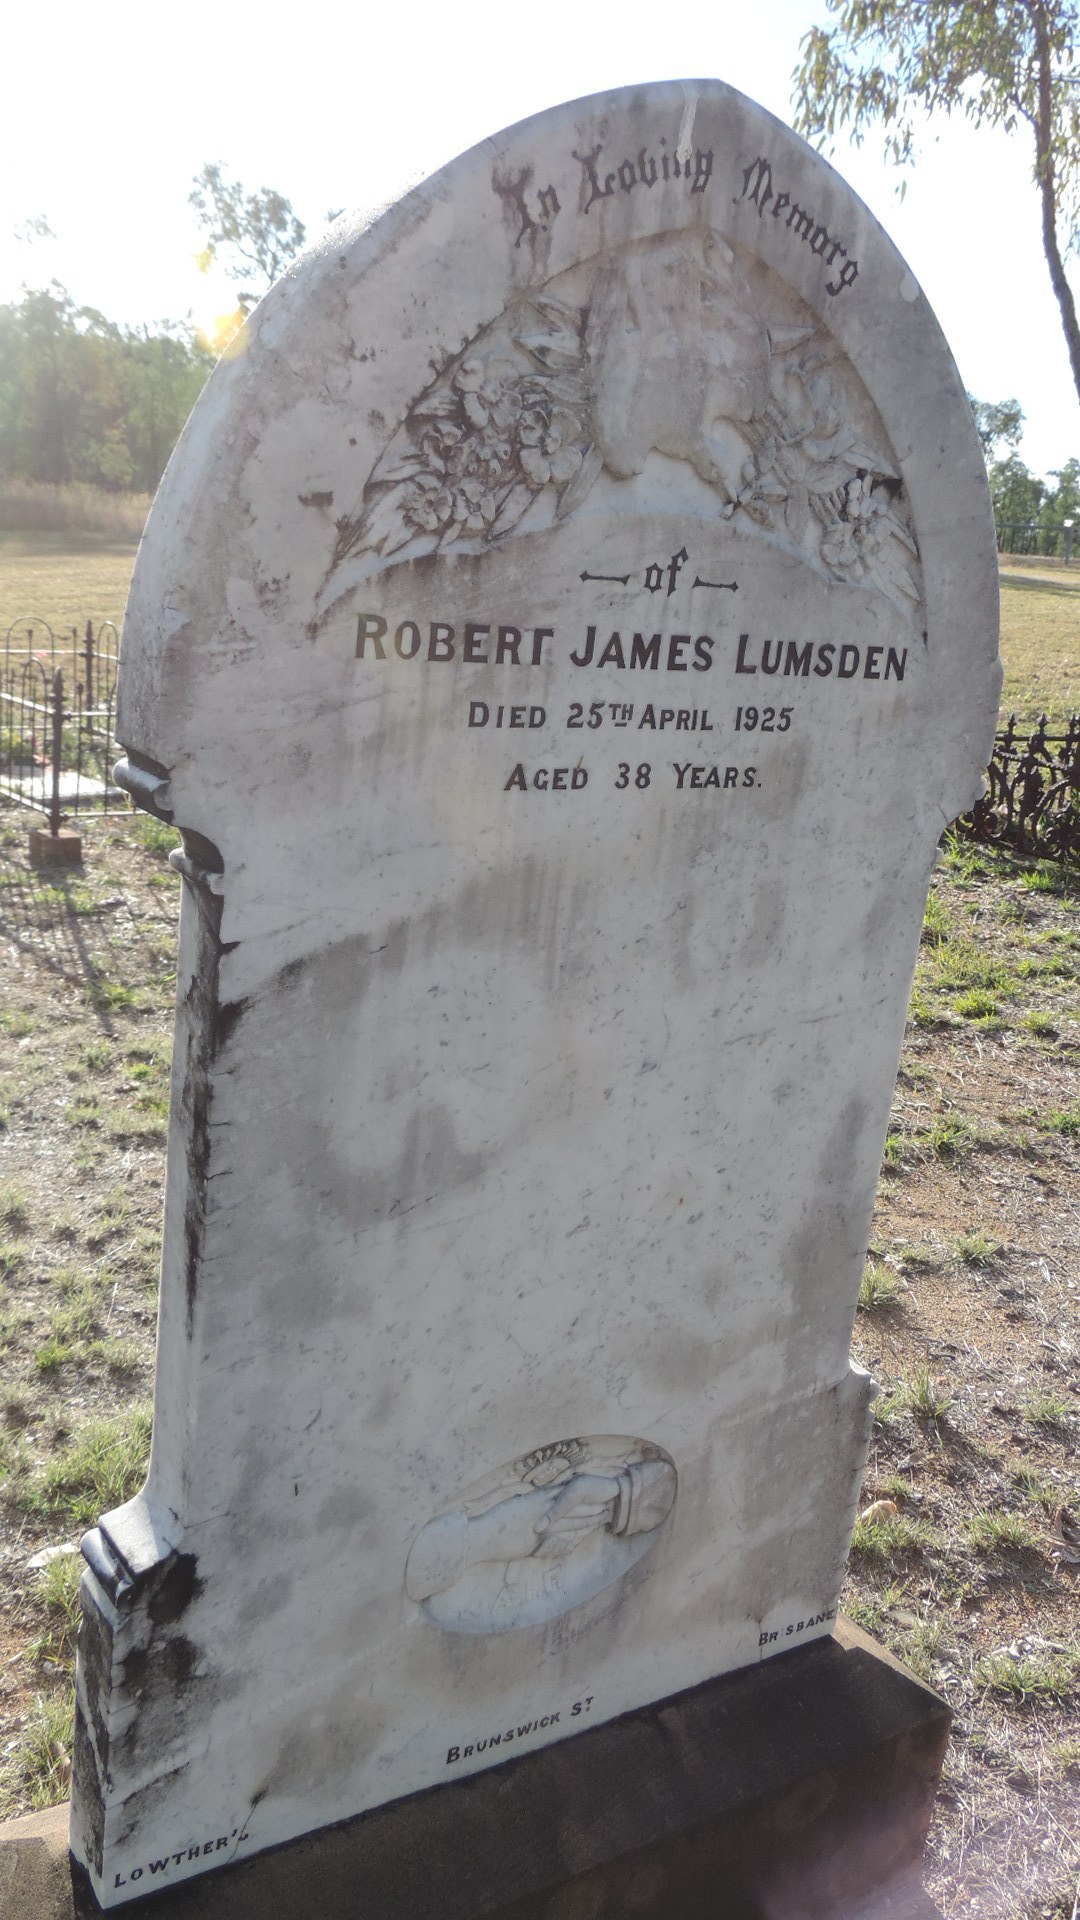 In Loving Memory
of
ROBERT JAMES LUMSDEN
DIED 25TH APRIL 1925
AGED 38 YEARS.
BRISBANE
BRUNSWICK ST
LOWTHER'S